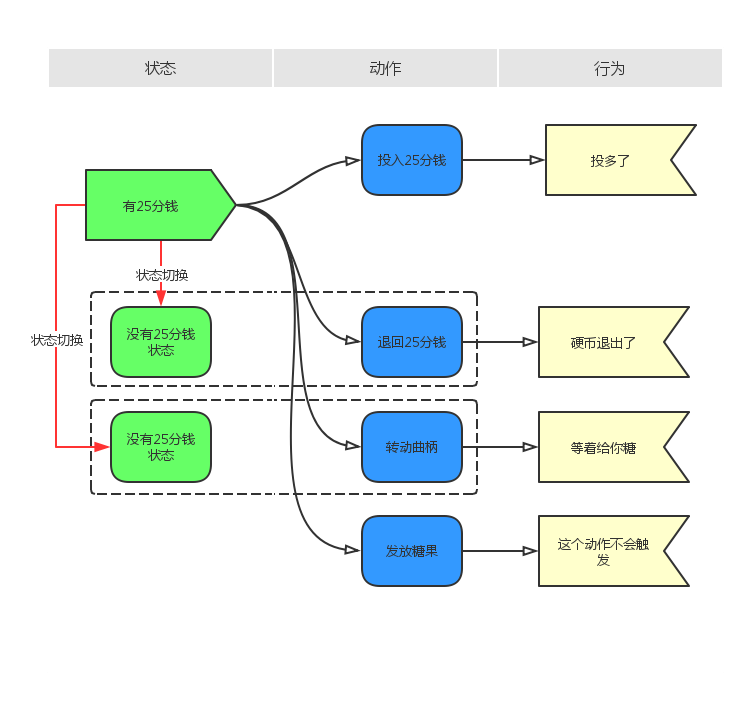 状态
动作
行为
有25分钱
投入25分钱
投多了
状态切换
没有25分钱
状态
退回25分钱
硬币退出了
状态切换
没有25分钱
状态
转动曲柄
等着给你糖
发放糖果
这个动作不会触
发